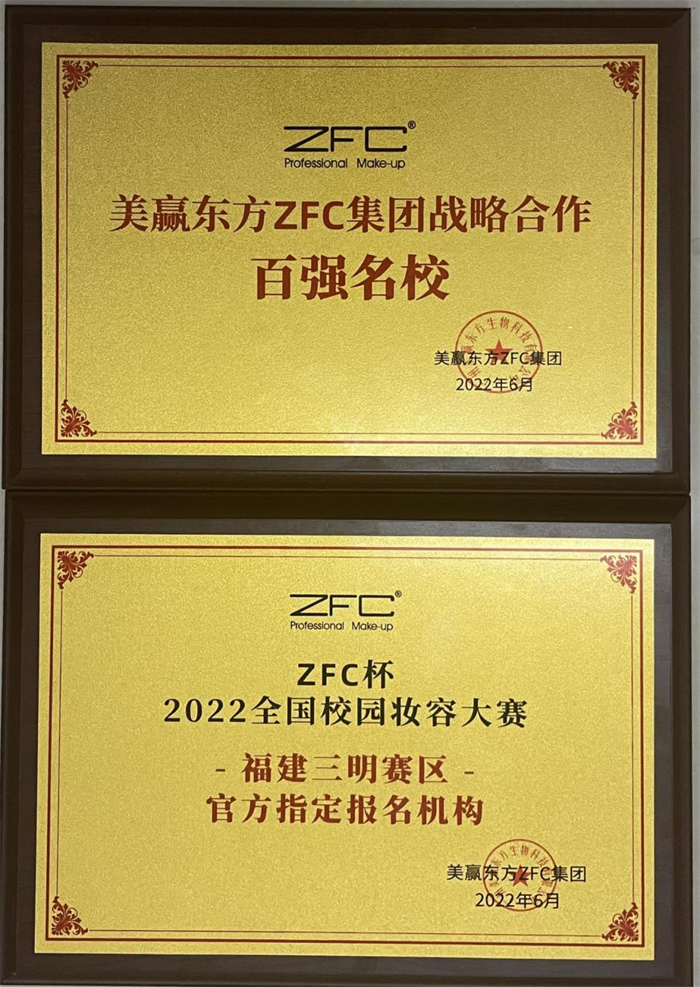 ZFC®
Professional Make-up
美赢东方ZFC集团战略合作
百强名校
美赢东方ZFC集团
2022年6月
ZFC®
Professional Make-up
ZFC杯
2022全国校园妆容大赛
- 福建三明赛区 -
官方指定报名机构
美赢东方ZFC集团
2022年6月